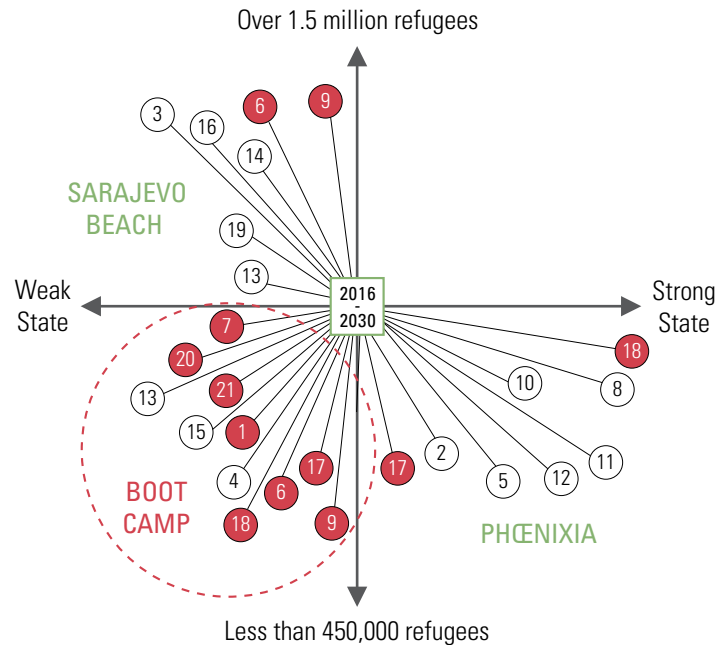 Over 1.5 million refugees
3
16
6
9
14
SARAJEVO
BEACH
19
13
Weak
State
2016
-
2030
Strong
State
7
20
13
21
15
1
4
18
6
17
9
17
2
5
12
11
10
8
18
BOOT
CAMP
PHŒNIXIA
Less than 450,000 refugees